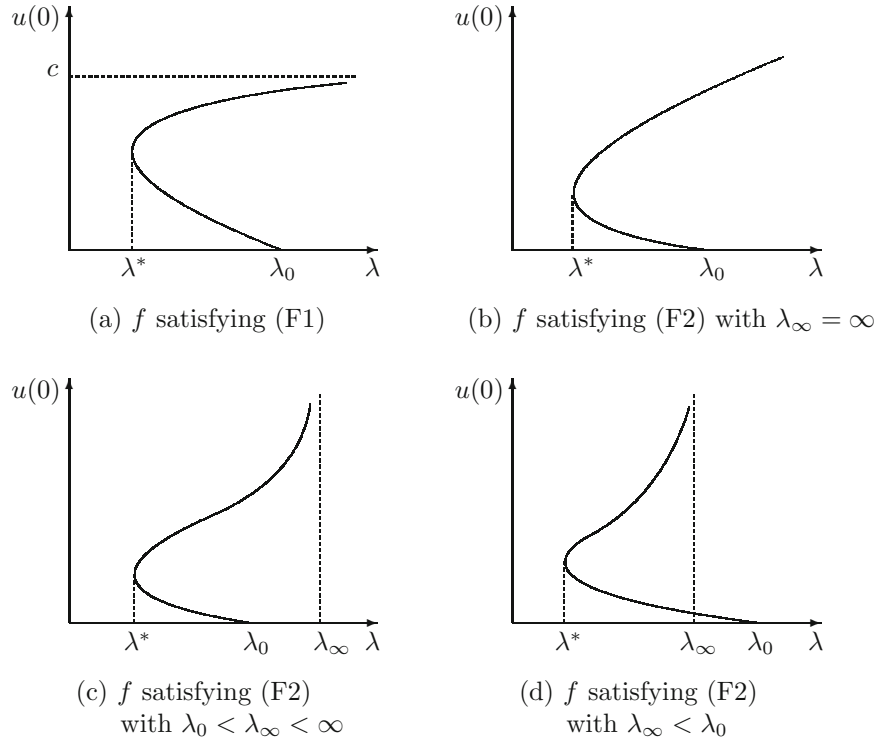 u(0)
c
λ*
λ₀
λ
(a) f satisfying (F1)
u(0)
λ*
λ₀
λ
(b) f satisfying (F2) with λ∞ = ∞
u(0)
λ*
λ₀
λ∞
λ
(c) f satisfying (F2)
with λ₀ < λ∞ < ∞
u(0)
λ*
λ∞
λ₀
λ
(d) f satisfying (F2)
with λ∞ < λ₀